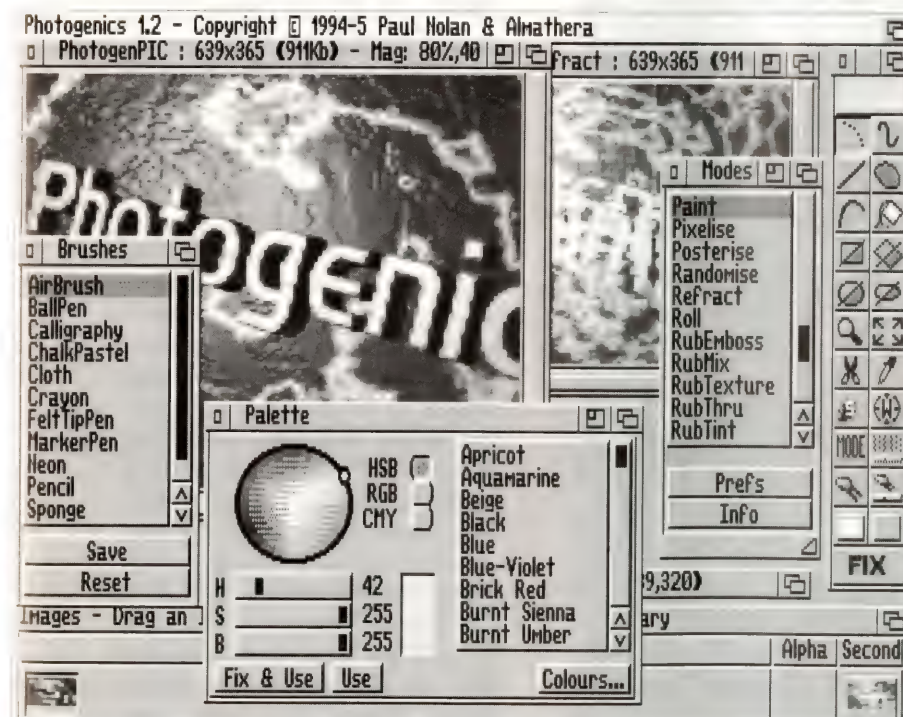 Photogenics 1.2 - Copyright © 1994-5 Paul Nolan & Almathera
PhotogenPIC : 639x365 (911Kb) - Mag: 80%,40
Fract : 639x365 (911
Photogenic
Brushes
AirBrush
BallPen
Calligraphy
ChalkPastel
Cloth
Crayon
FeltTipPen
MarkerPen
Neon
Pencil
Sponge
Save
Reset
Modes
Paint
Pixelise
Posterise
Randomise
Refract
Roll
RubEmboss
RubMix
RubTexture
RubThru
RubTint
Prefs
Info
MODE
FIX
Palette
HSB
RGB
CMY
H 42
S 255
B 255
Apricot
Aquamarine
Beige
Black
Blue
Blue-Violet
Brick Red
Burnt Sienna
Burnt Umber
Fix & Use
Use
Colours...
9,320)
Images - Drag an
ary
Alpha
Second